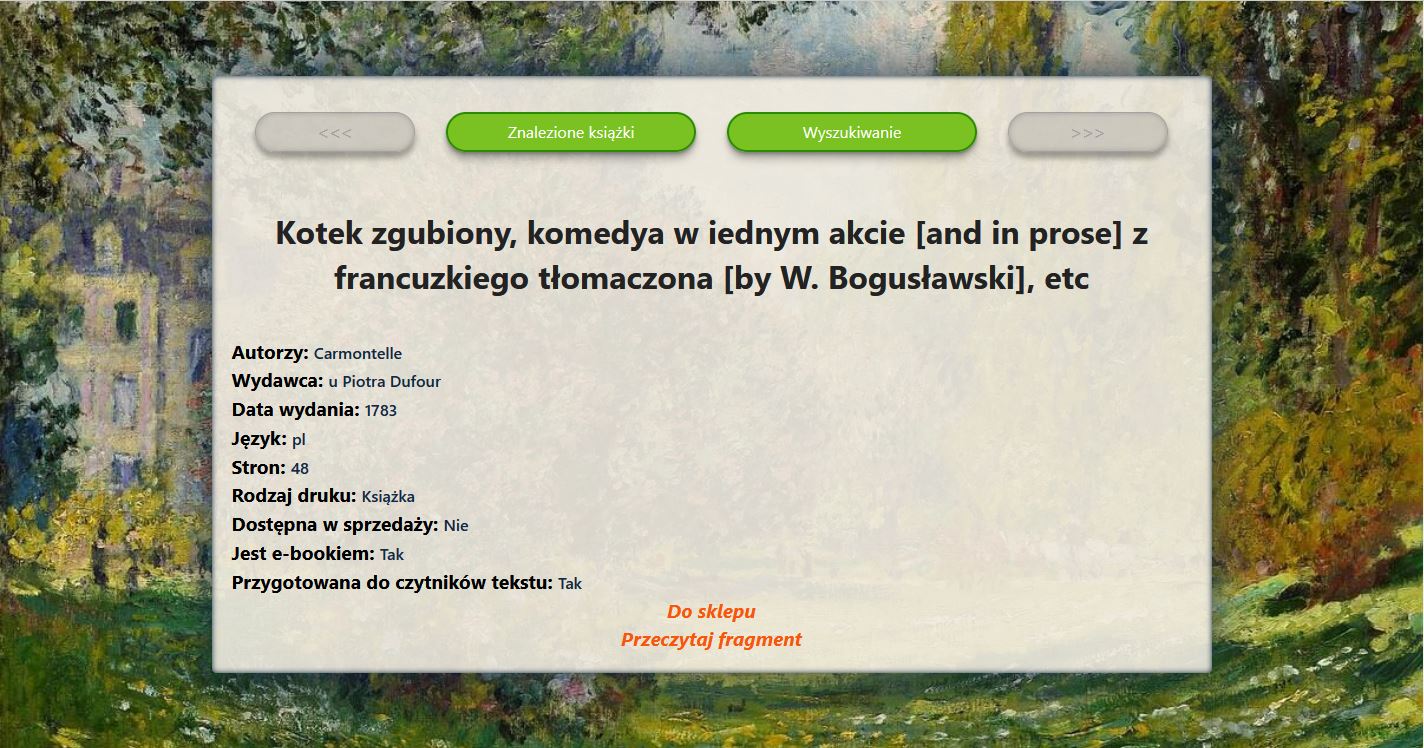 <<<
Znalezione książki
Wyszukiwanie
>>>
Kotek zgubiony, komedya w iednym akcie [and in prose] z
francuzkiego tłomaczona [by W. Bogusławski], etc
Autorzy: Carmontelle
Wydawca: u Piotra Dufour
Data wydania: 1783
Język: pl
Stron: 48
Rodzaj druku: Książka
Dostępna w sprzedaży: Nie
Jest e-bookiem: Tak
Przygotowana do czytników tekstu: Tak
Do sklepu
Przeczytaj fragment